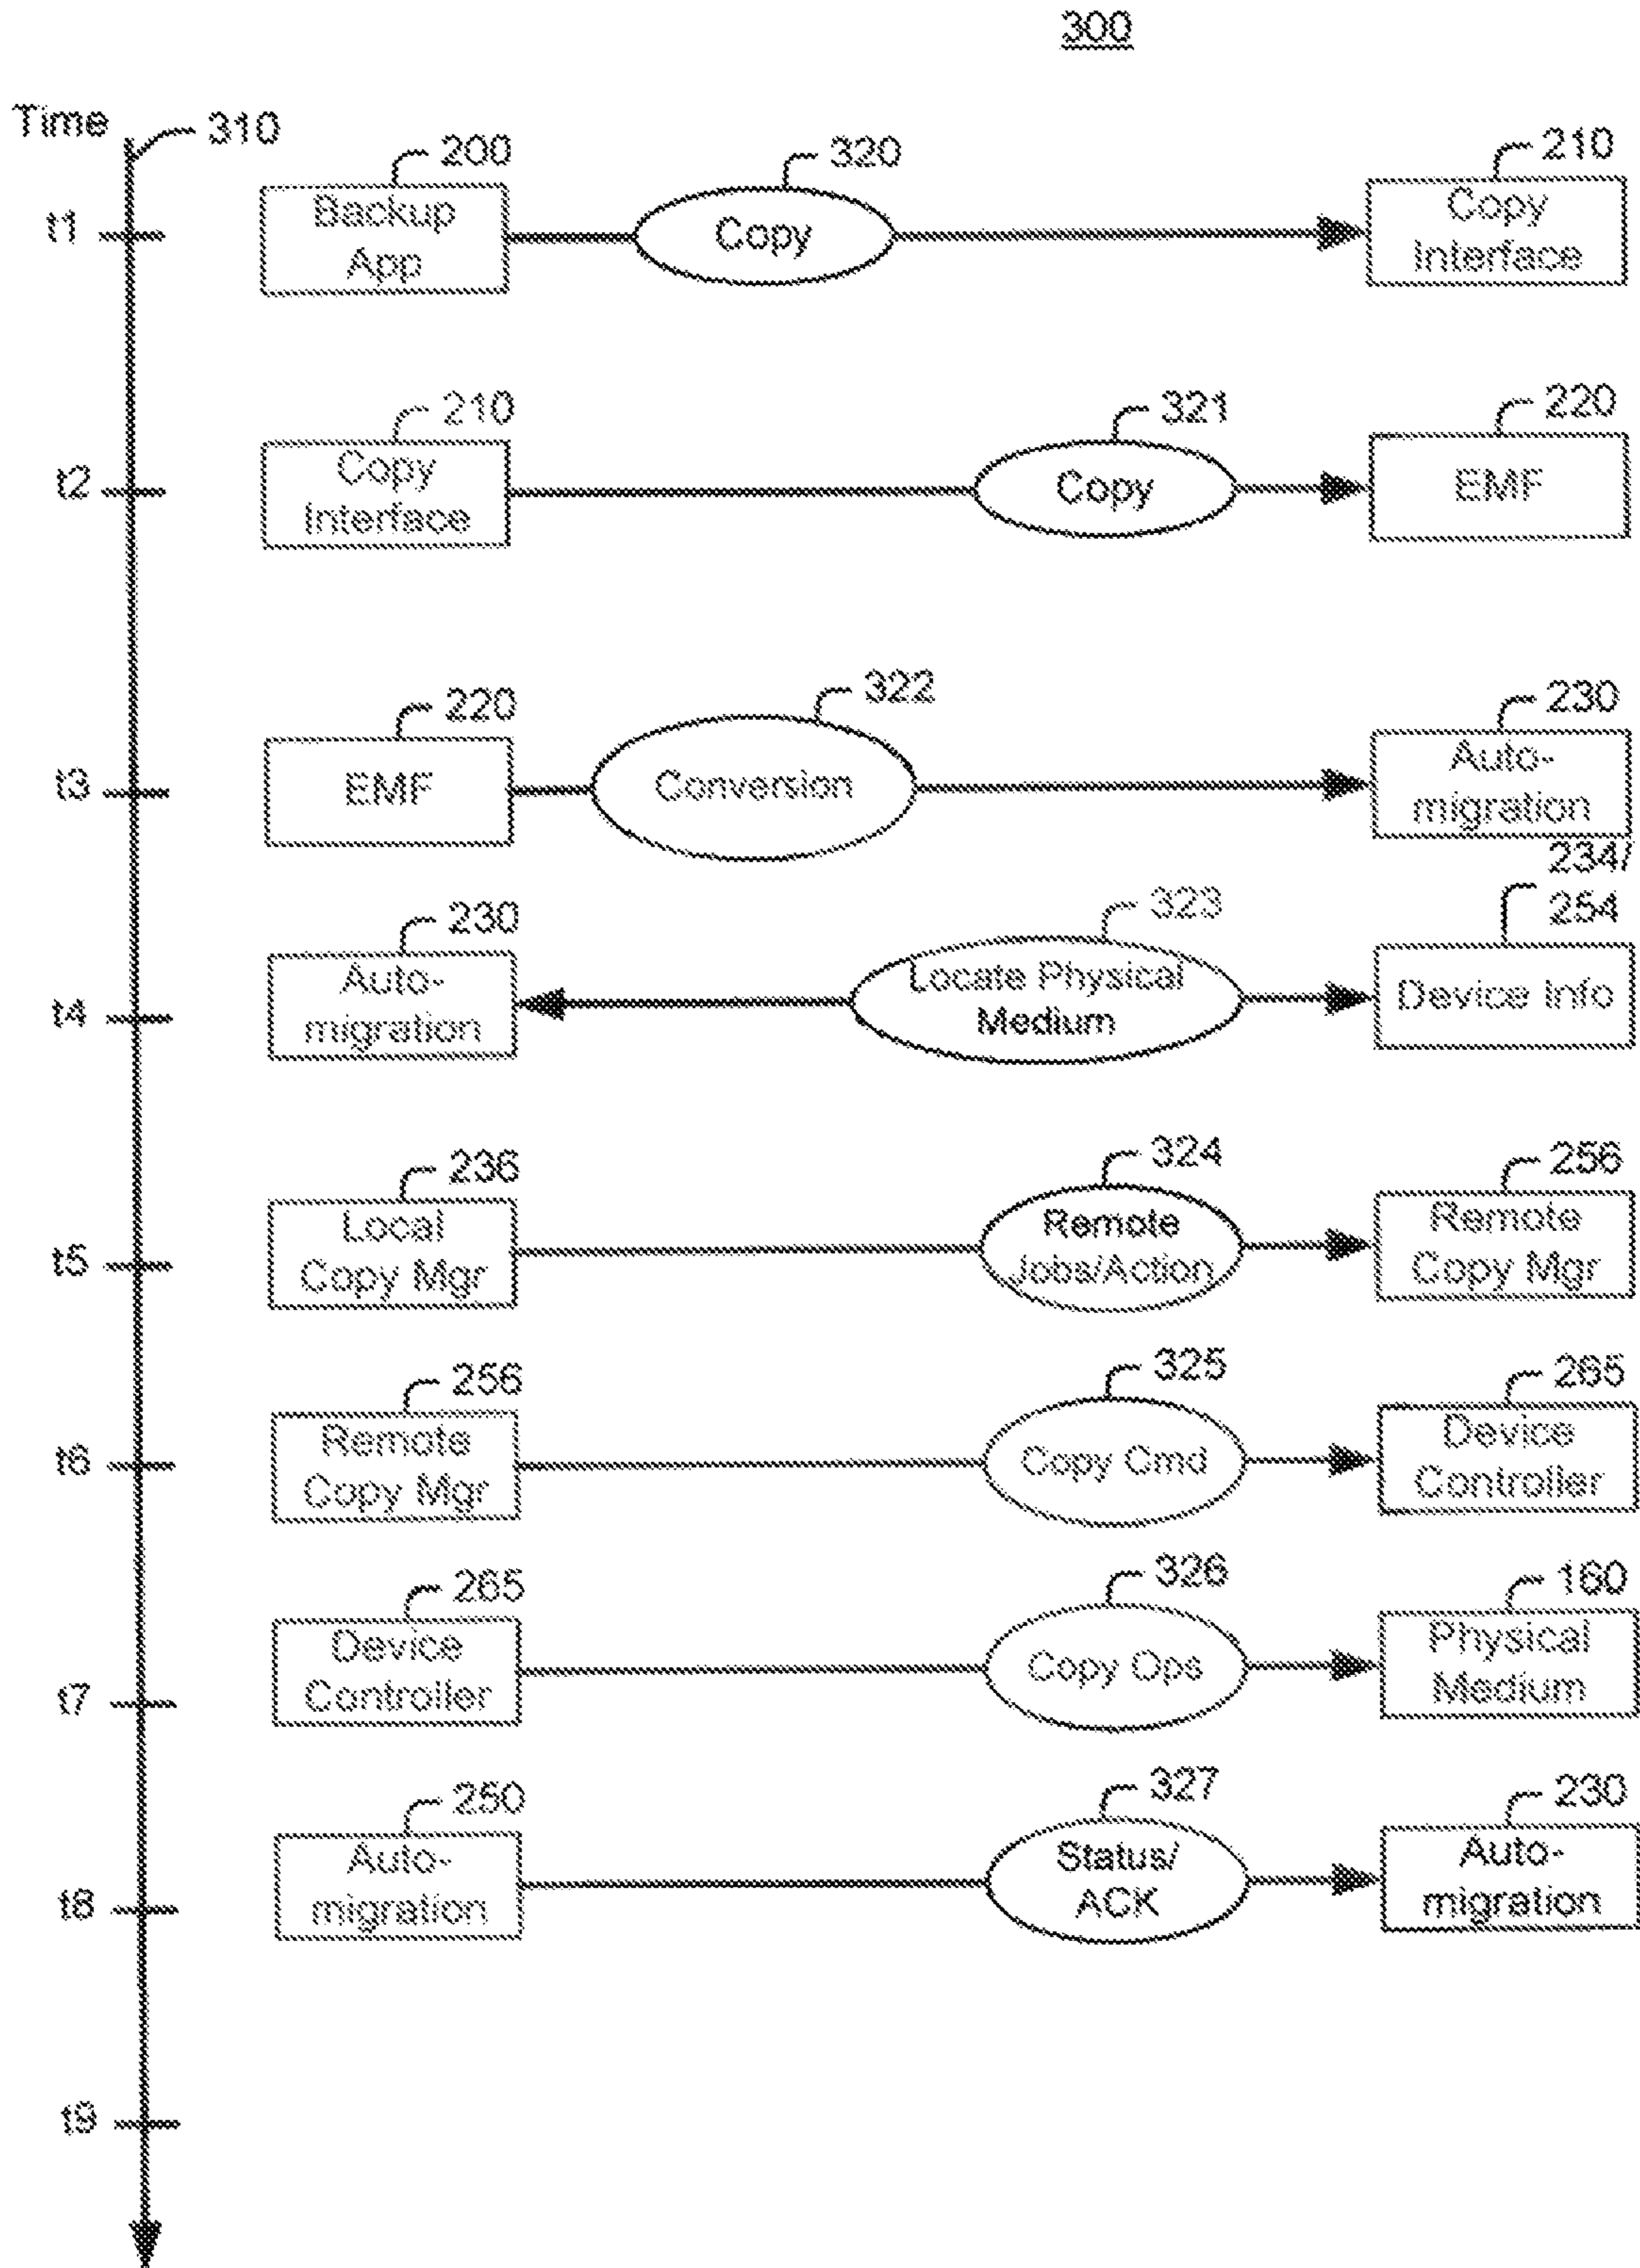 300
Time
310
200
320
210
t1
Backup
App
Copy
Copy
Interface
210
321
220
t2
Copy
Interface
Copy
EMF
220
322
230
t3
EMF
Conversion
Auto-
migration
230
323
234/
254
t4
Auto-
migration
Locate Physical
Medium
Device Info
236
324
256
t5
Local
Copy Mgr
Remote
Jobs/Action
Remote
Copy Mgr
256
325
265
t6
Remote
Copy Mgr
Copy Cmd
Device
Controller
265
326
160
t7
Device
Controller
Copy Ops
Physical
Medium
250
327
230
t8
Auto-
migration
Status/
ACK
Auto-
migration
t9